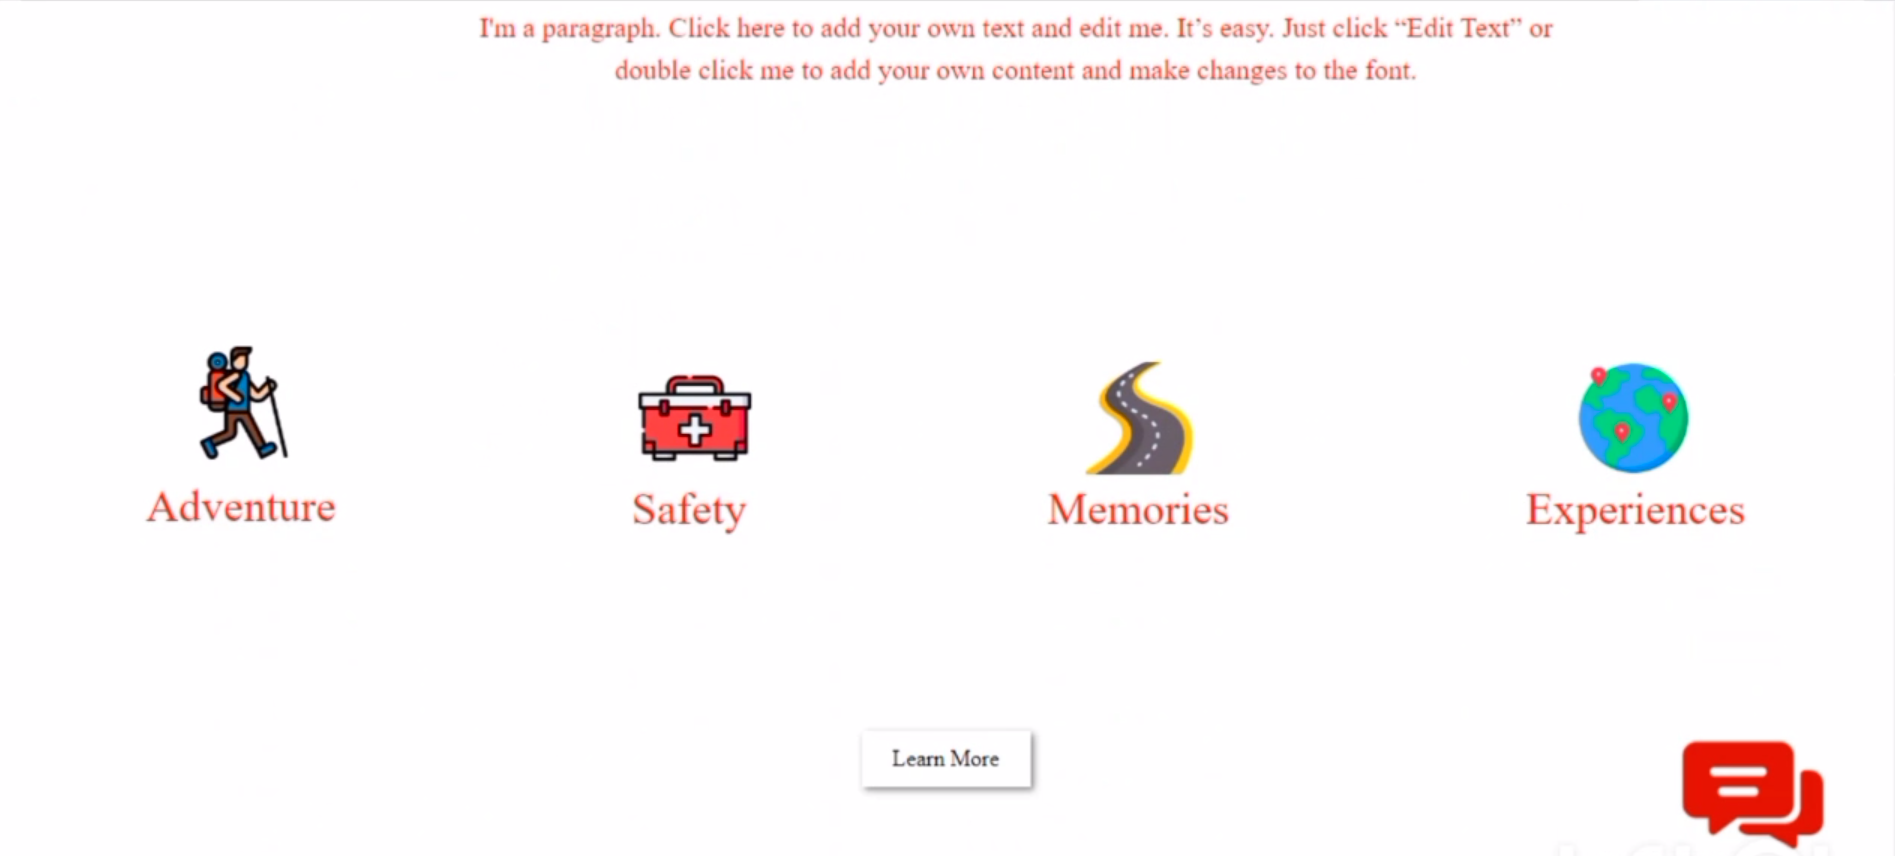 I'm a paragraph. Click here to add your own text and edit me. It’s easy. Just click “Edit Text” or
double click me to add your own content and make changes to the font.
Adventure
Safety
Memories
Experiences
Learn More